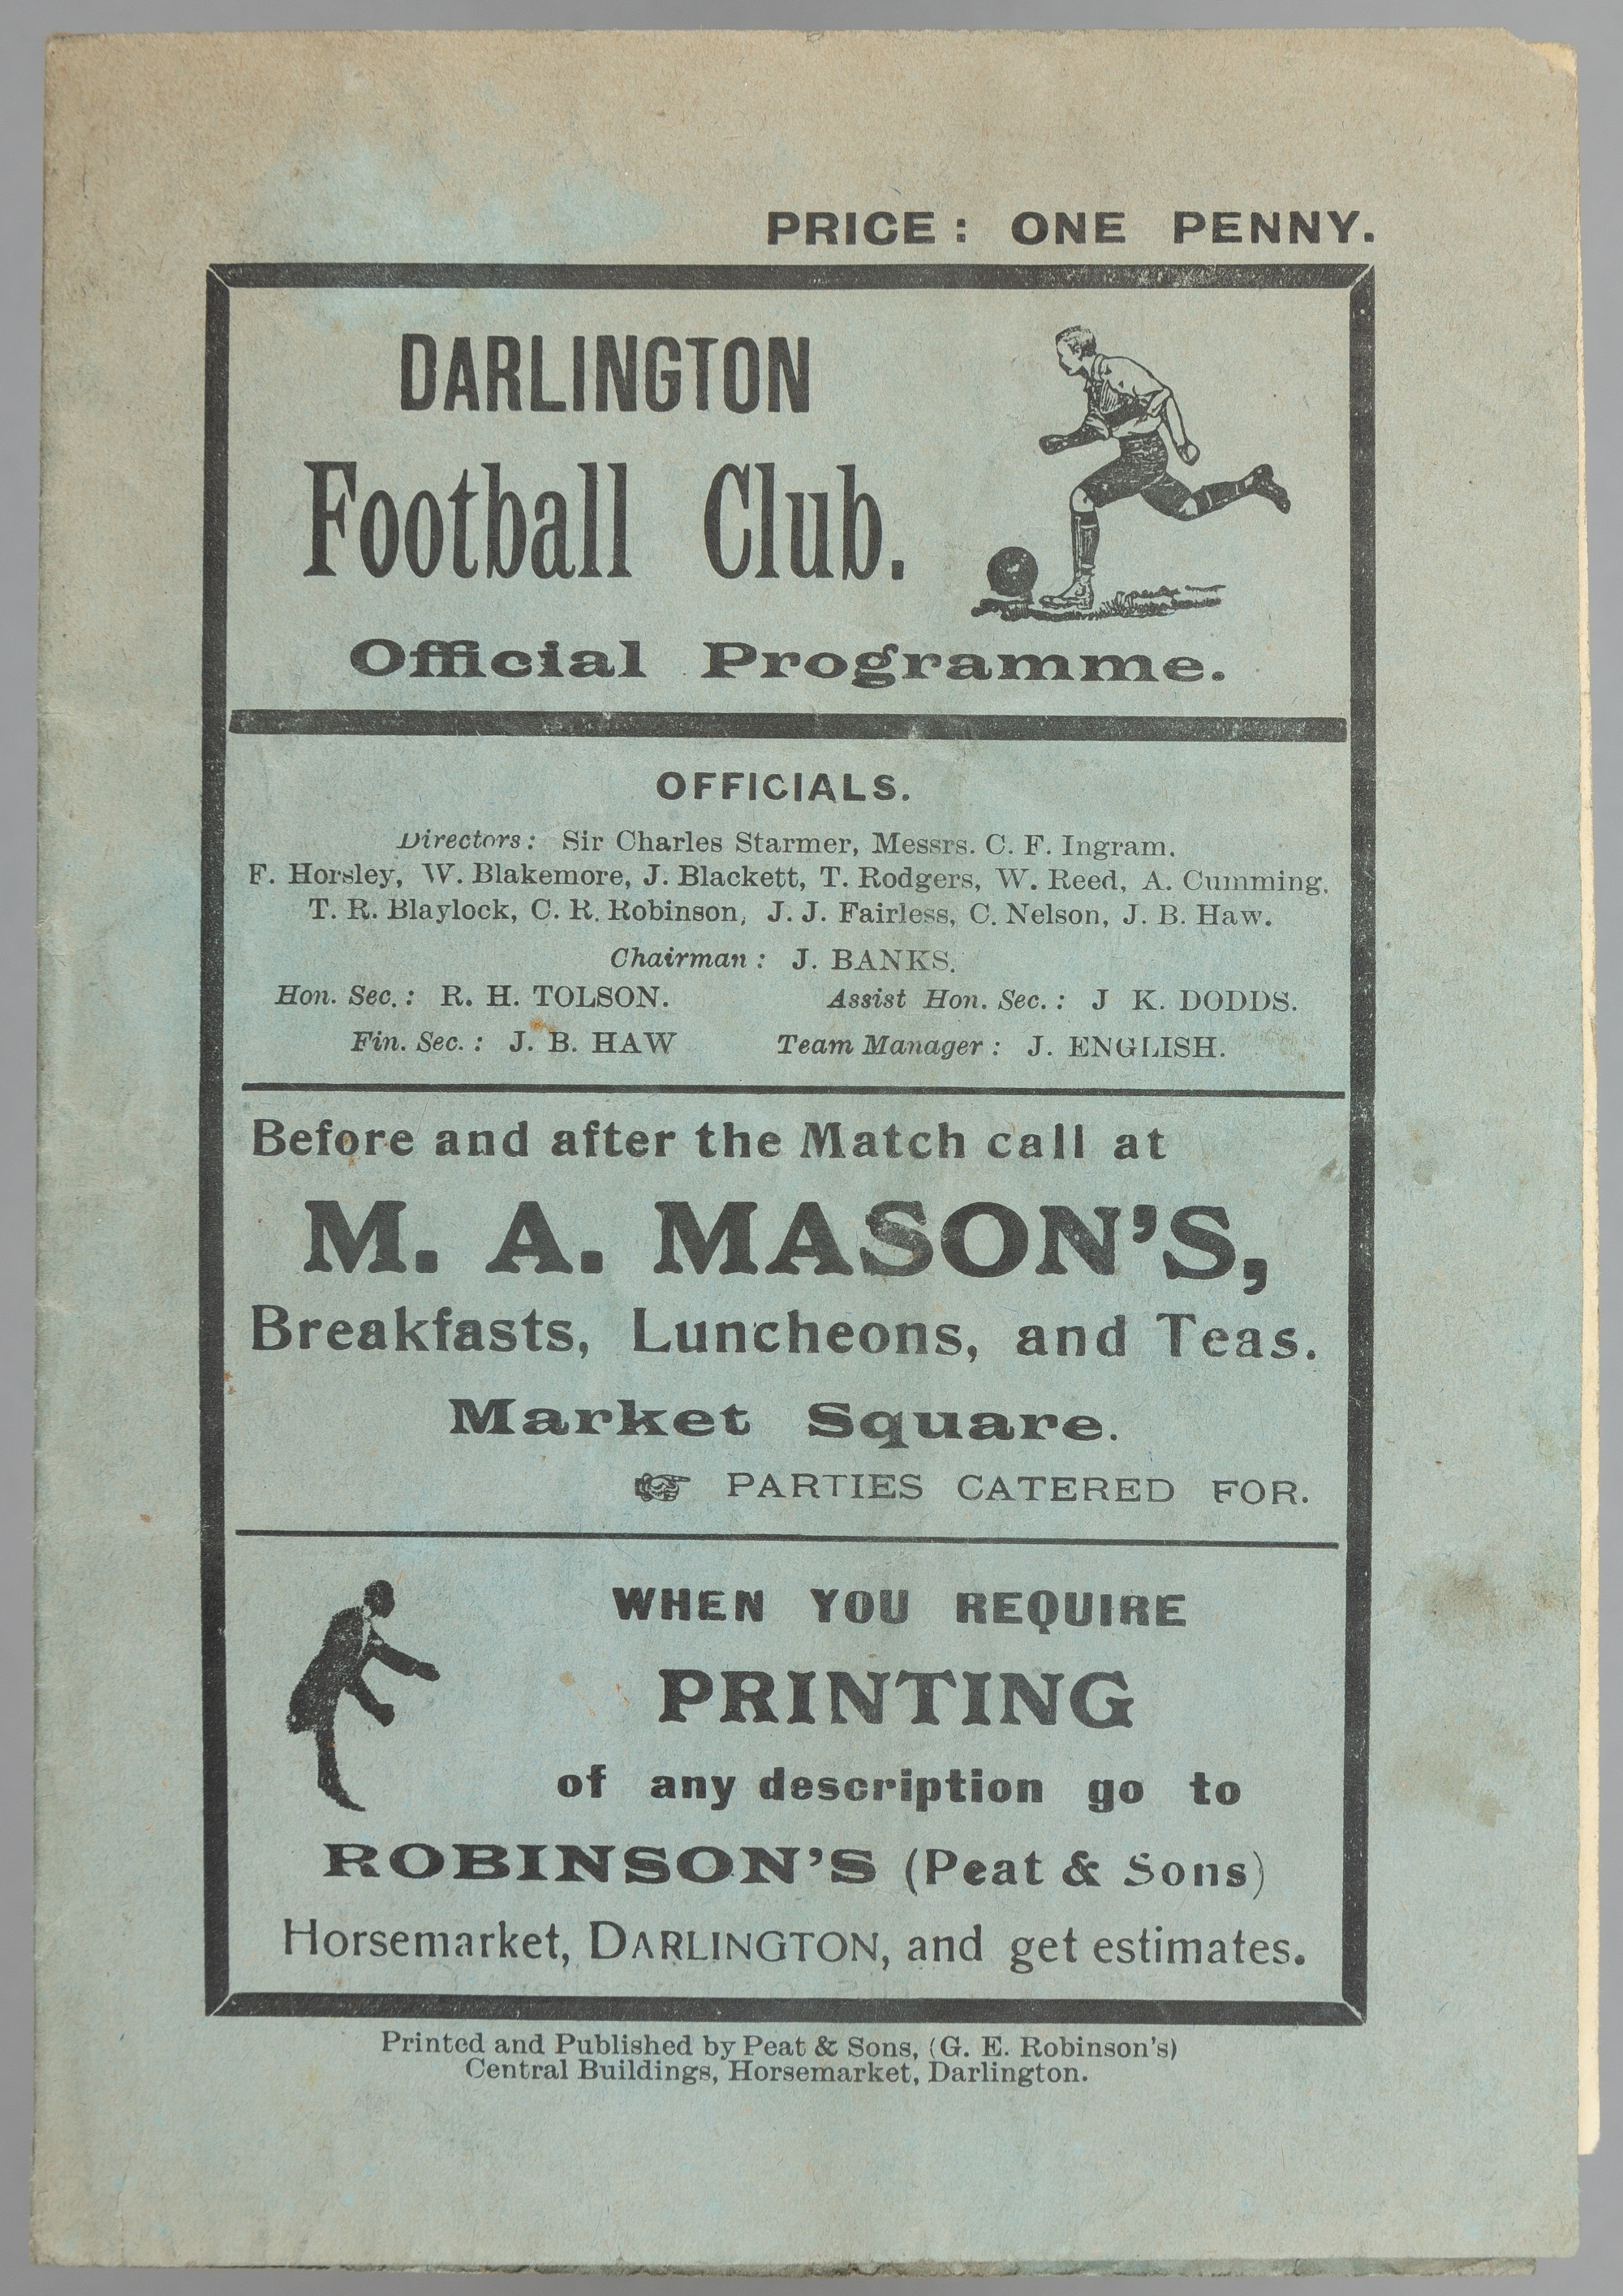 PRICE: ONE PENNY.
DARLINGTON
Football Club.
Official Programme.
OFFICIALS.
Directors: Sir Charles Starmer, Messrs. C. F. Ingram,
F. Horsley, W. Blakemore, J. Blackett, T. Rodgers, W. Reed, A. Cumming,
T. R. Blaylock, C. R. Robinson, J. J. Fairless, C. Nelson, J. B. Haw.
Chairman: J. BANKS.
Hon. Sec.: R. H. TOLSON. Assist Hon. Sec.: J K. DODDS.
Fin. Sec.: J. B. HAW Team Manager: J. ENGLISH.
Before and after the Match call at
M. A. MASON'S,
Breakfasts, Luncheons, and Teas.
Market Square.
☞ PARTIES CATERED FOR.
WHEN YOU REQUIRE
PRINTING
of any description go to
ROBINSON'S (Peat & Sons)
Horsemarket, DARLINGTON, and get estimates.
Printed and Published by Peat & Sons, (G. E. Robinson's)
Central Buildings, Horsemarket, Darlington.